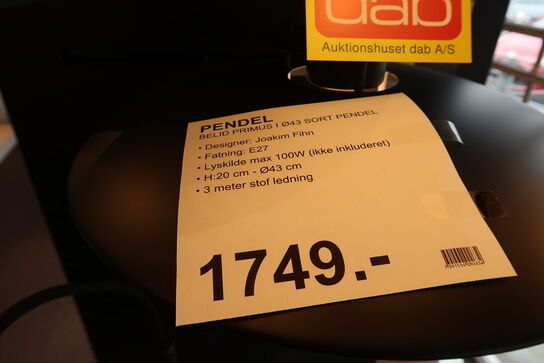 dab
Auktionshuset dab A/S
PENDEL
BELID PRIMUS I Ø43 SORT PENDEL
• Designer: Joakim Fihn
• Fatning: E27
• Lyskilde max 100W (ikke inkluderet)
• H:20 cm - Ø43 cm
• 3 meter stof ledning
1749.-